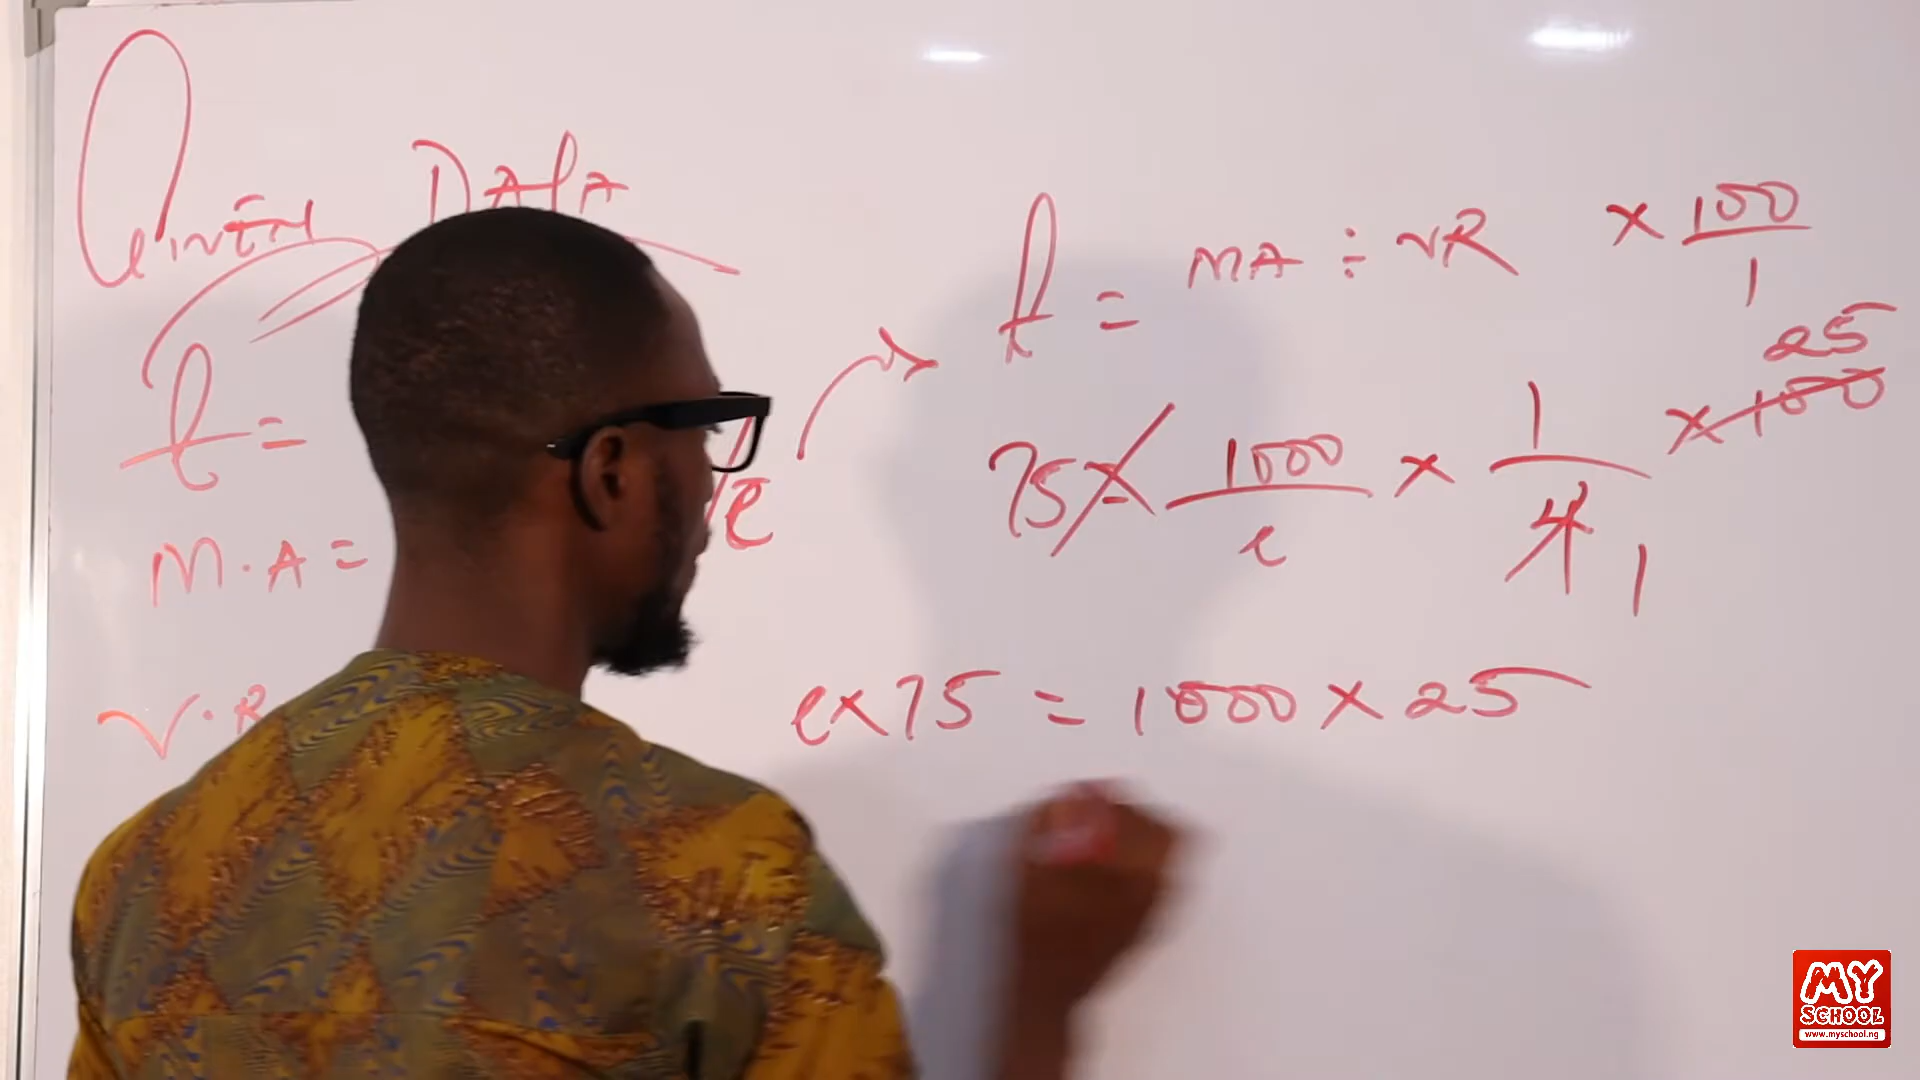 GIVEN DATA
f =
M.A =
V.R
/e
f = MA ÷ VR × 100/1
25
75 = 1000/e × 1/4 × 100
1
e × 75 = 1000 × 25
MY
SCHOOL
www.myschool.ng